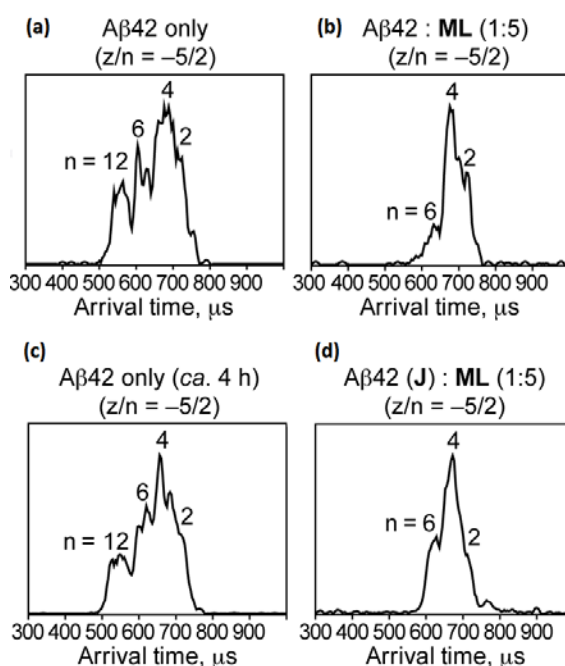 (a)
Aβ42 only
(z/n = –5/2)
4
6
2
n = 12
300 400 500 600 700 800 900
Arrival time, μs
(b)
Aβ42 : ML (1:5)
(z/n = –5/2)
4
2
n = 6
300 400 500 600 700 800 900
Arrival time, μs
(c)
Aβ42 only (ca. 4 h)
(z/n = –5/2)
4
6
2
n = 12
300 400 500 600 700 800 900
Arrival time, μs
(d)
Aβ42 (J) : ML (1:5)
(z/n = –5/2)
4
n = 6
2
300 400 500 600 700 800 900
Arrival time, μs